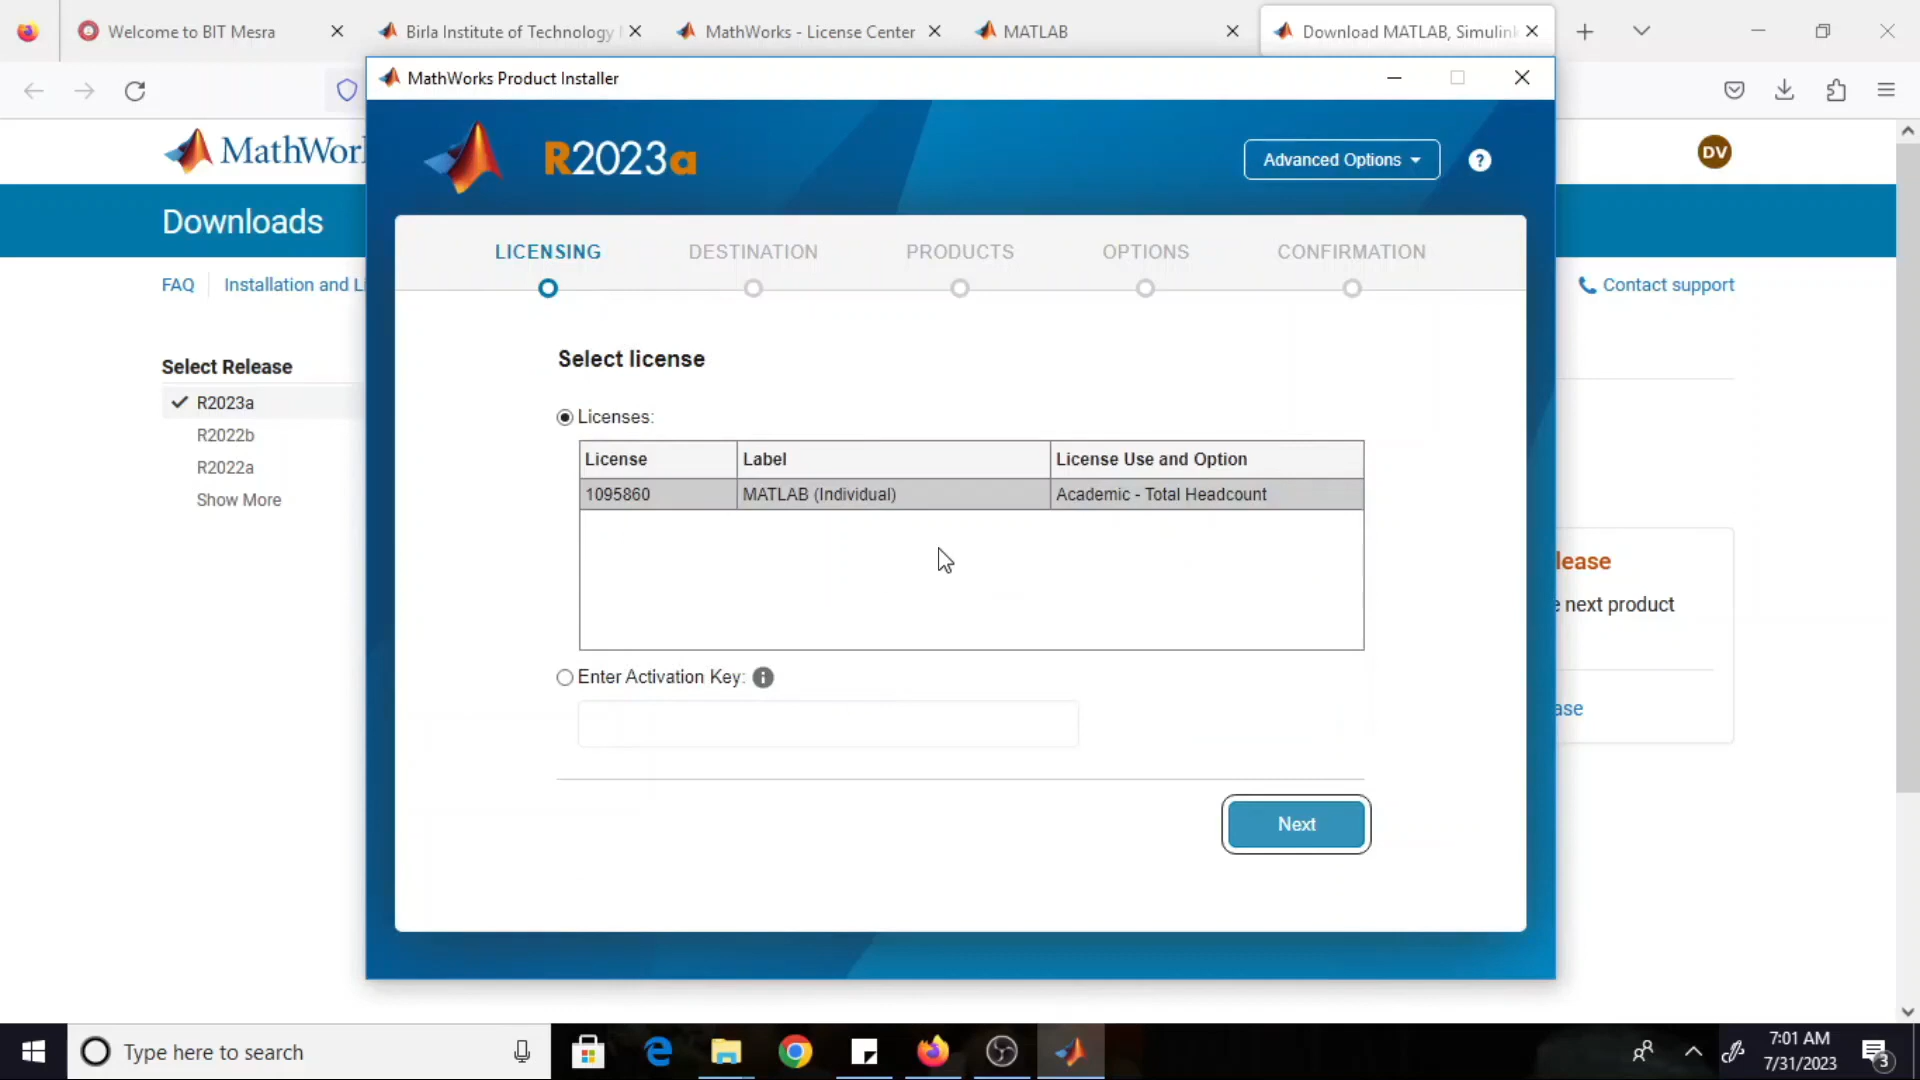 Welcome to BIT Mesra
Birla Institute of Technology
MathWorks - License Center
MATLAB
Download MATLAB, Simulink
MathWorks Product Installer
MathWor
R2023a
Advanced Options
?
DV
Downloads
LICENSING
DESTINATION
PRODUCTS
OPTIONS
CONFIRMATION
FAQ
Installation and Li
Contact support
Select Release
R2023a
R2022b
R2022a
Show More
Select license
Licenses:
License Label License Use and Option
1095860 MATLAB (Individual) Academic - Total Headcount
lease
e next product
ase
Enter Activation Key:
Next
Type here to search
7:01 AM
7/31/2023
3